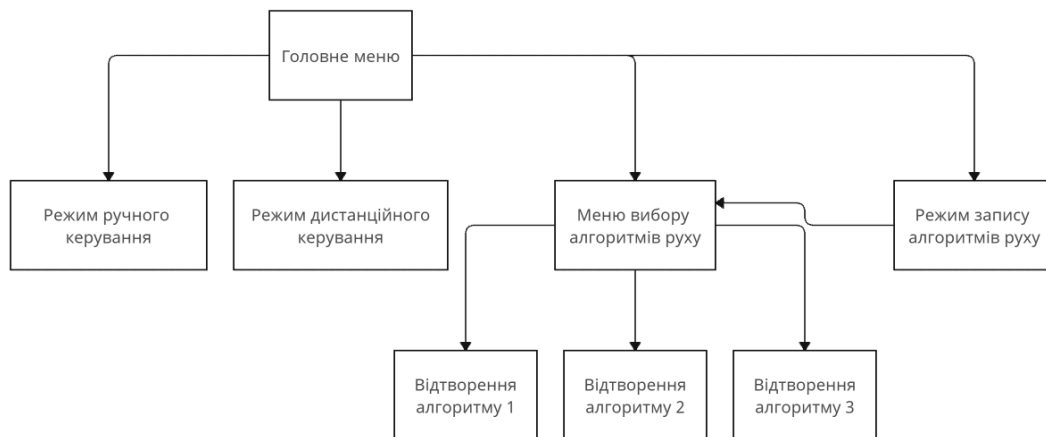 Головне меню
Режим ручного
керування
Режим дистанційного
керування
Меню вибору
алгоритмів руху
Режим запису
алгоритмів руху
Відтворення
алгоритму 1
Відтворення
алгоритму 2
Відтворення
алгоритму 3